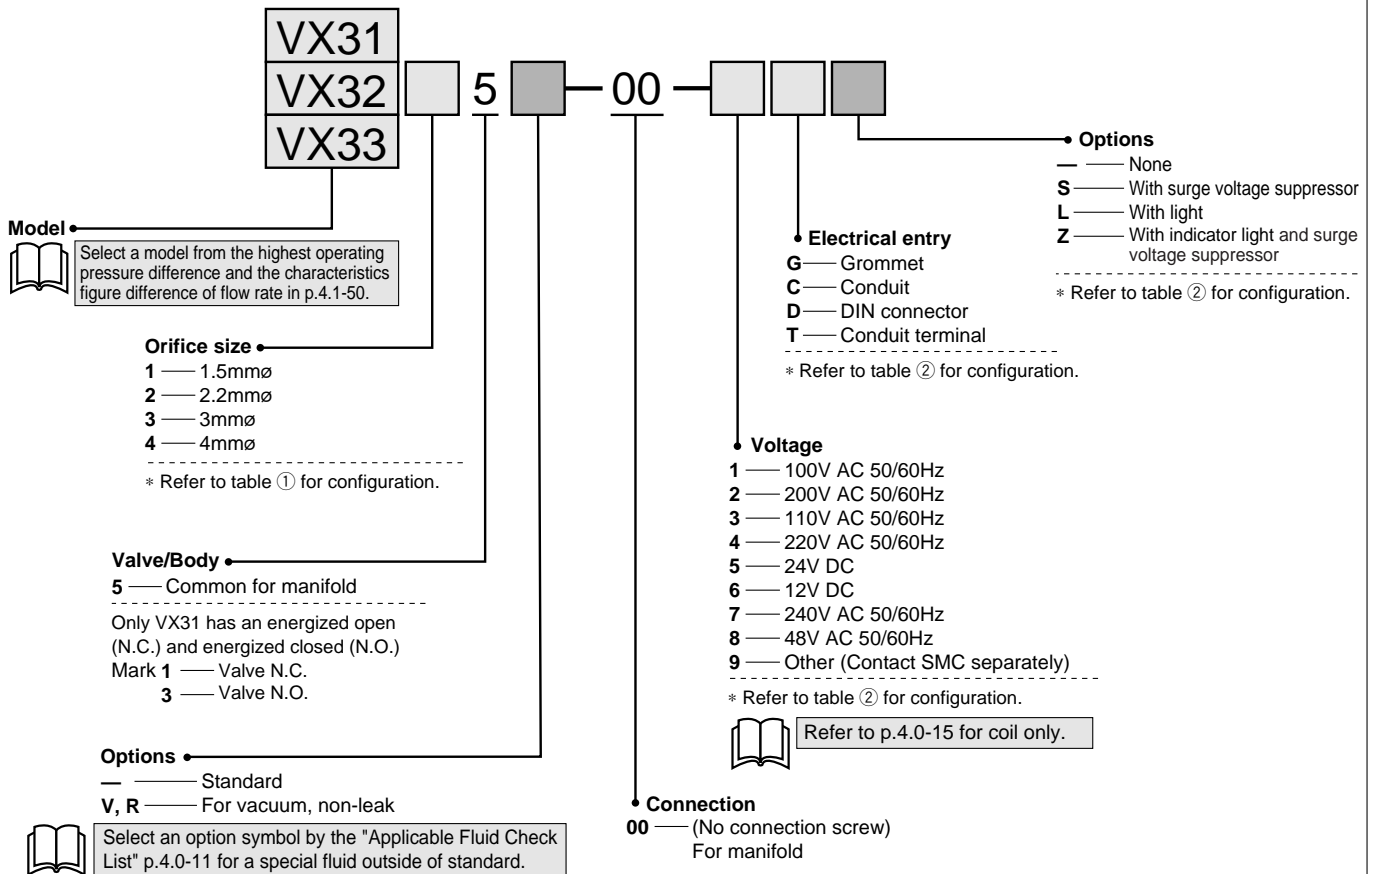 VX31
VX32
VX33
5
00
Model
Select a model from the highest operating
pressure difference and the characteristics
figure difference of flow rate in p.4.1-50.
Orifice size
1 1.5mmø
2 2.2mmø
3 3mmø
4 4mmø
* Refer to table ① for configuration.
Valve/Body
5 Common for manifold
Only VX31 has an energized open
(N.C.) and energized closed (N.O.)
Mark 1 Valve N.C.
3 Valve N.O.
Options
— Standard
V, R For vacuum, non-leak
Select an option symbol by the "Applicable Fluid Check
List" p.4.0-11 for a special fluid outside of standard.
Connection
00 (No connection screw)
For manifold
Voltage
1 100V AC 50/60Hz
2 200V AC 50/60Hz
3 110V AC 50/60Hz
4 220V AC 50/60Hz
5 24V DC
6 12V DC
7 240V AC 50/60Hz
8 48V AC 50/60Hz
9 Other (Contact SMC separately)
* Refer to table ② for configuration.
Refer to p.4.0-15 for coil only.
Electrical entry
G Grommet
C Conduit
D DIN connector
T Conduit terminal
* Refer to table ② for configuration.
Options
— None
S With surge voltage suppressor
L With light
Z With indicator light and surge
voltage suppressor
* Refer to table ② for configuration.